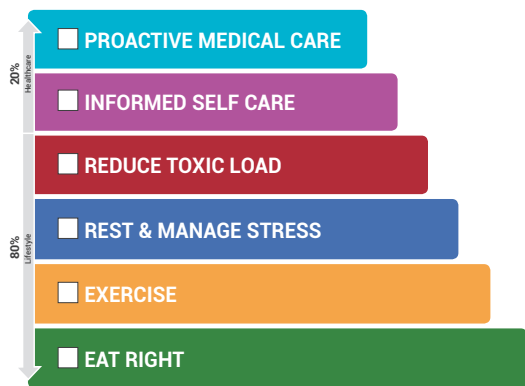 20%
Healthcare
PROACTIVE MEDICAL CARE
INFORMED SELF CARE
80%
Lifestyle
REDUCE TOXIC LOAD
REST & MANAGE STRESS
EXERCISE
EAT RIGHT